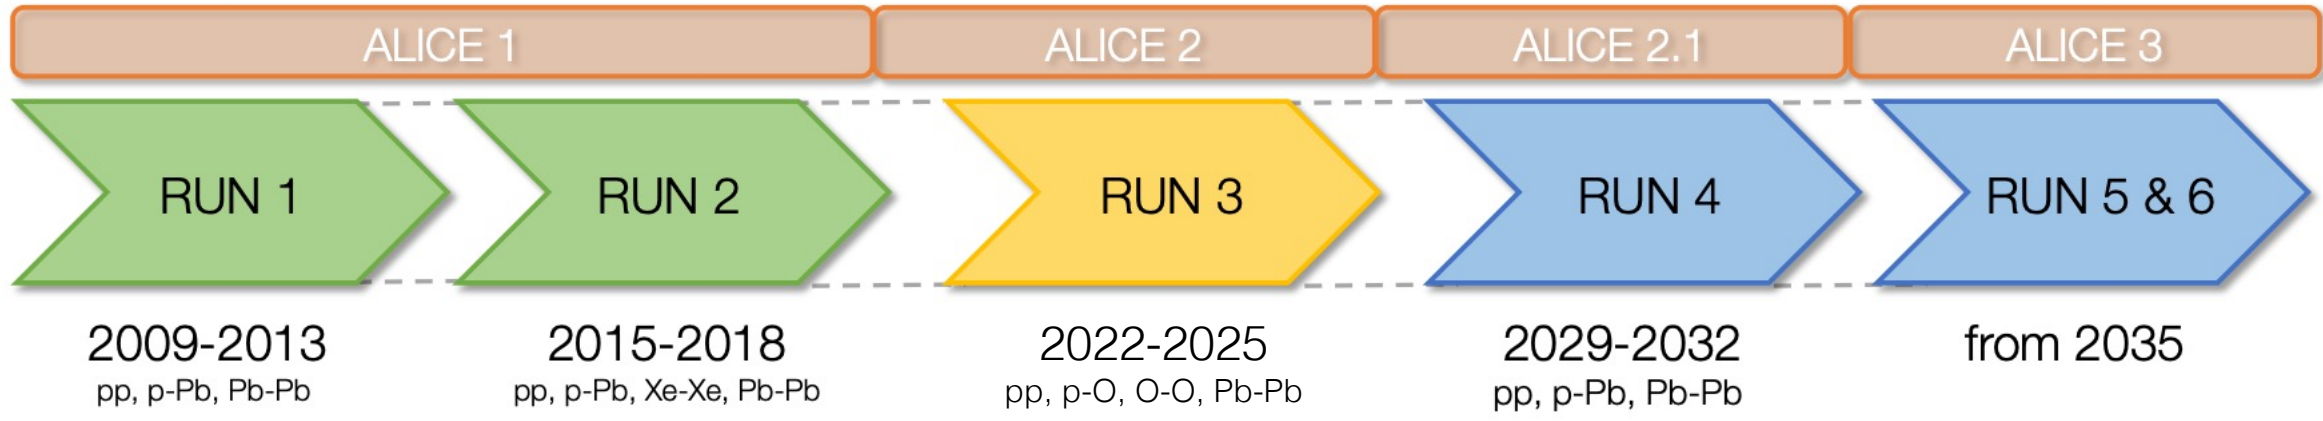 ALICE 1
ALICE 2
ALICE 2.1
ALICE 3
RUN 1
RUN 2
RUN 3
RUN 4
RUN 5 & 6
2009-2013
pp, p-Pb, Pb-Pb
2015-2018
pp, p-Pb, Xe-Xe, Pb-Pb
2022-2025
pp, p-O, O-O, Pb-Pb
2029-2032
pp, p-Pb, Pb-Pb
from 2035